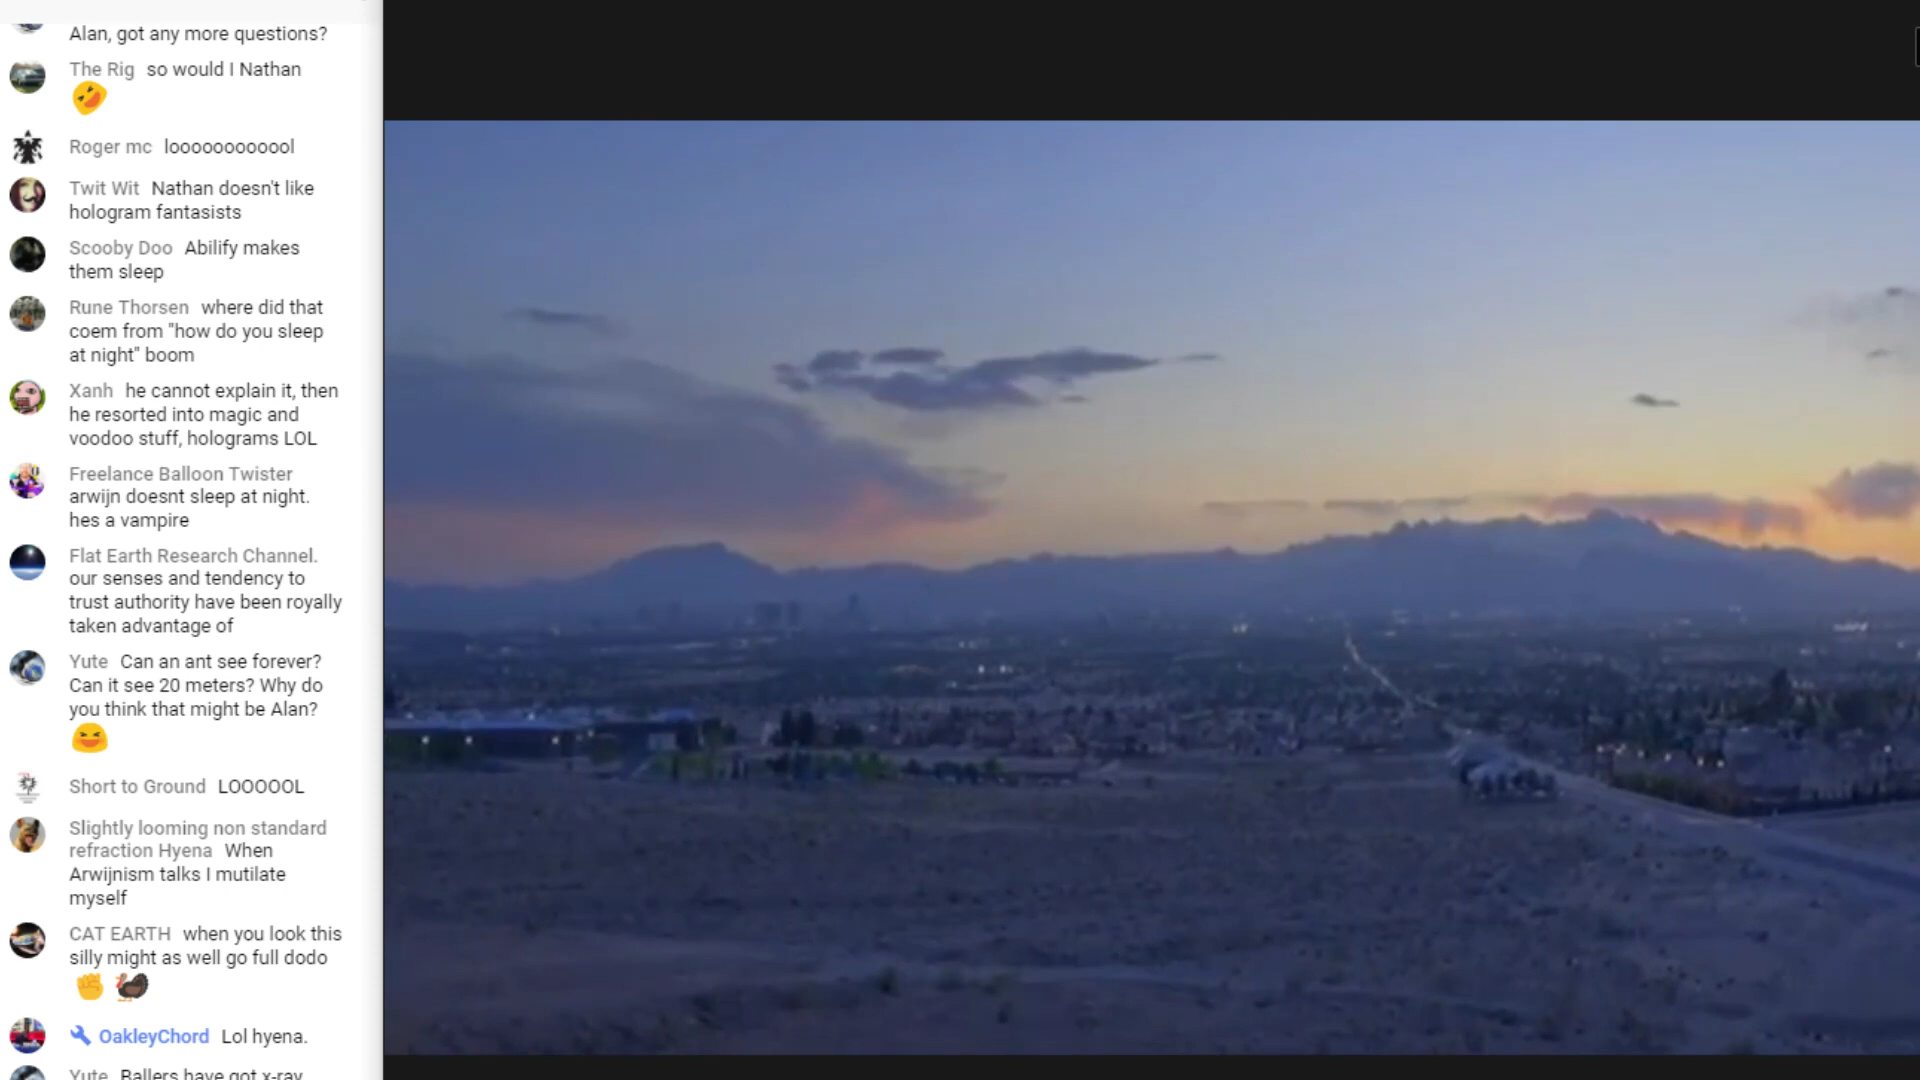 Alan, got any more questions?
The Rig so would I Nathan
Roger mc loooooooooool
Twit Wit Nathan doesn't like
hologram fantasists
Scooby Doo Abilify makes
them sleep
Rune Thorsen where did that
coem from "how do you sleep
at night" boom
Xanh he cannot explain it, then
he resorted into magic and
voodoo stuff, holograms LOL
Freelance Balloon Twister
arwijn doesnt sleep at night.
hes a vampire
Flat Earth Research Channel.
our senses and tendency to
trust authority have been royally
taken advantage of
Yute Can an ant see forever?
Can it see 20 meters? Why do
you think that might be Alan?
Short to Ground LOOOOOL
Slightly looming non standard
refraction Hyena When
Arwijnism talks I mutilate
myself
CAT EARTH when you look this
silly might as well go full dodo
OakleyChord Lol hyena.
Yute Ballers have got x-ray